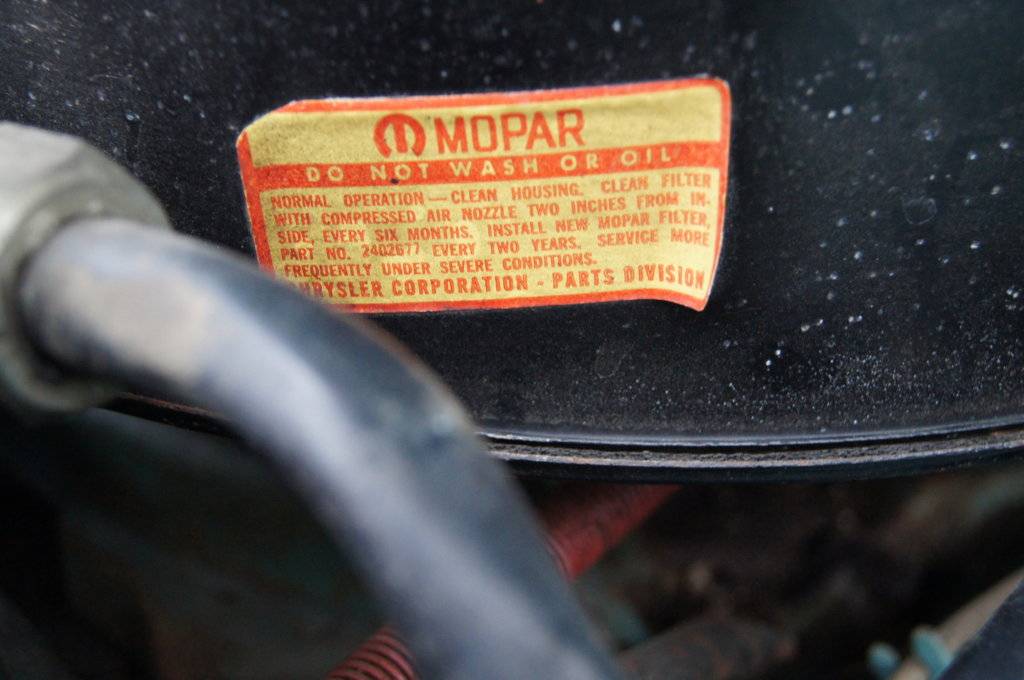 MOPAR
DO NOT WASH OR OIL
NORMAL OPERATION — CLEAN HOUSING. CLEAN FILTER
WITH COMPRESSED AIR NOZZLE TWO INCHES FROM IN-
SIDE, EVERY SIX MONTHS. INSTALL NEW MOPAR FILTER,
PART NO. 2402677 EVERY TWO YEARS. SERVICE MORE
FREQUENTLY UNDER SEVERE CONDITIONS.
CHRYSLER CORPORATION - PARTS DIVISION